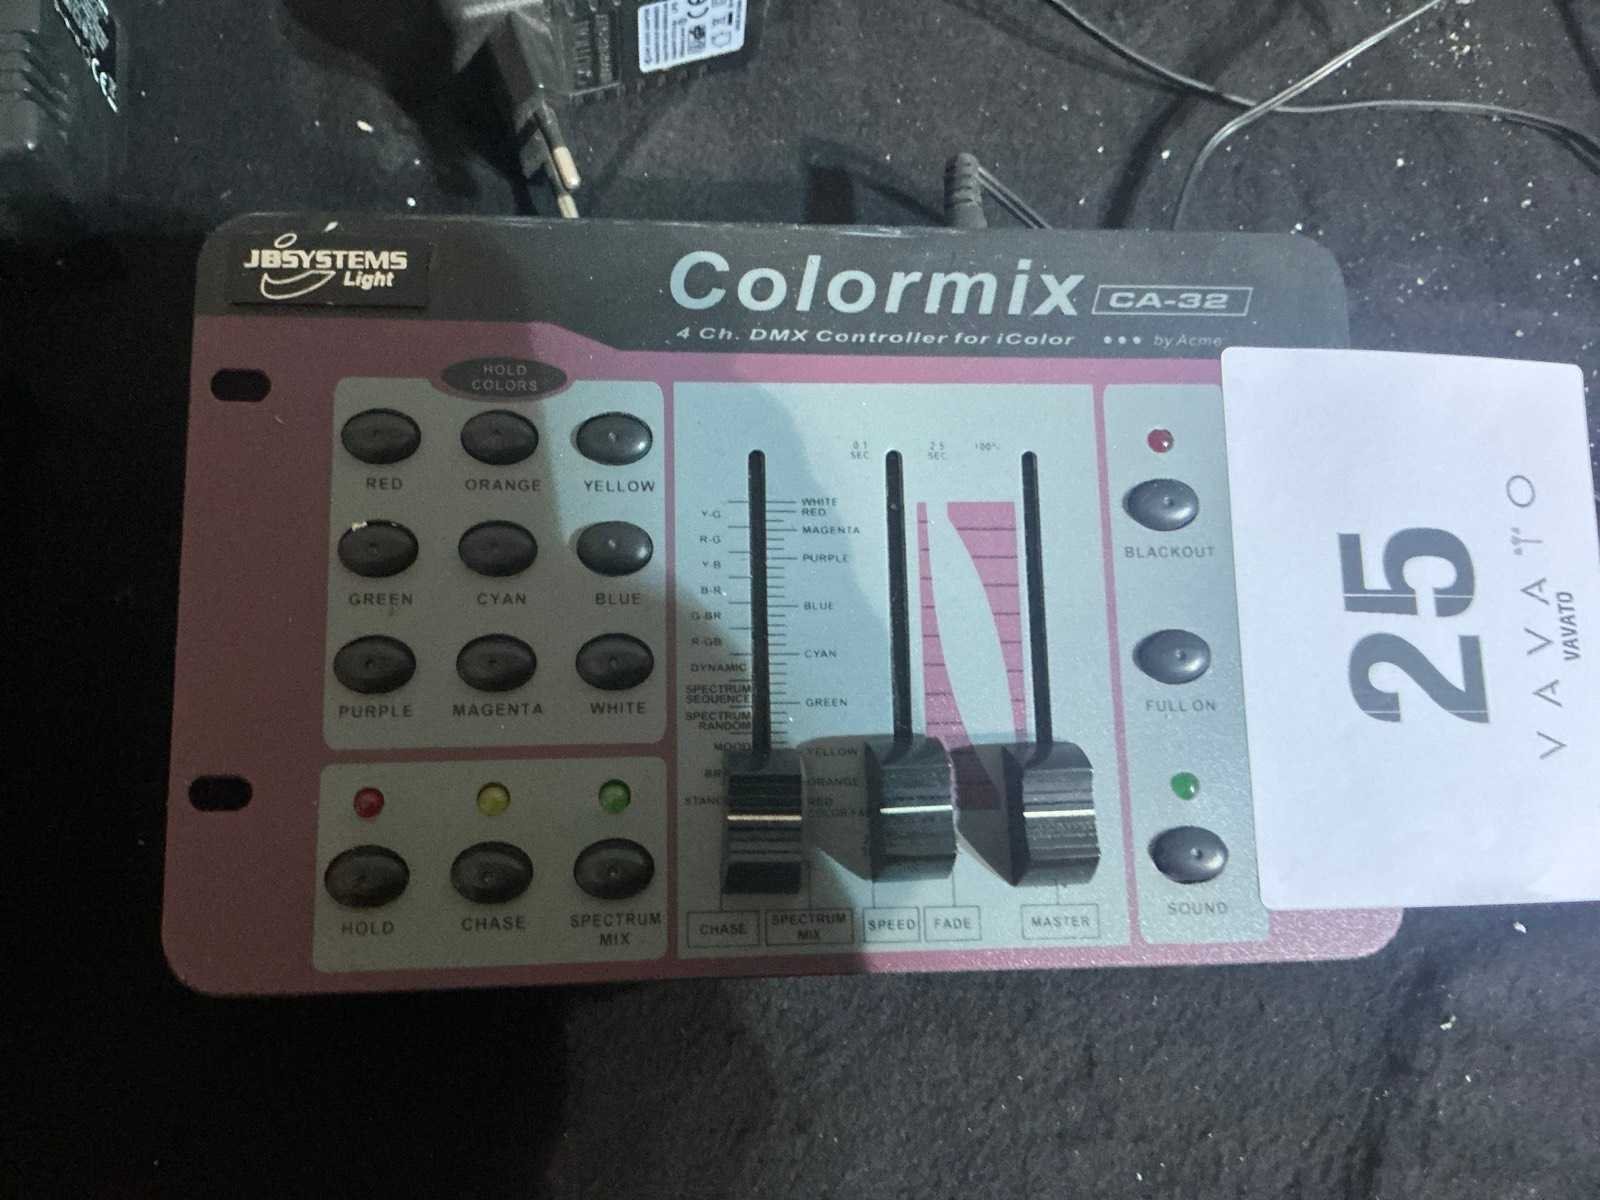 JBSYSTEMS
Light
Colormix CA-32
4 Ch. DMX Controller for iColor ••• by Acme
HOLD
COLORS
RED ORANGE YELLOW
GREEN CYAN BLUE
PURPLE MAGENTA WHITE
HOLD CHASE SPECTRUM
MIX
0.1
SEC
2.5
SEC
100%
Y-G
R-G
Y-B
B-R
G-BR
R-GB
DYNAMIC
SPECTRUM
SEQUENCE
SPECTRUM
RANDOM
MOOD
WHITE
RED
MAGENTA
PURPLE
BLUE
CYAN
GREEN
YELLOW
ORANGE
RED
CHASE SPECTRUM
MIX
SPEED FADE MASTER
BLACKOUT
FULL ON
SOUND
25
VAVATO
VAVATO